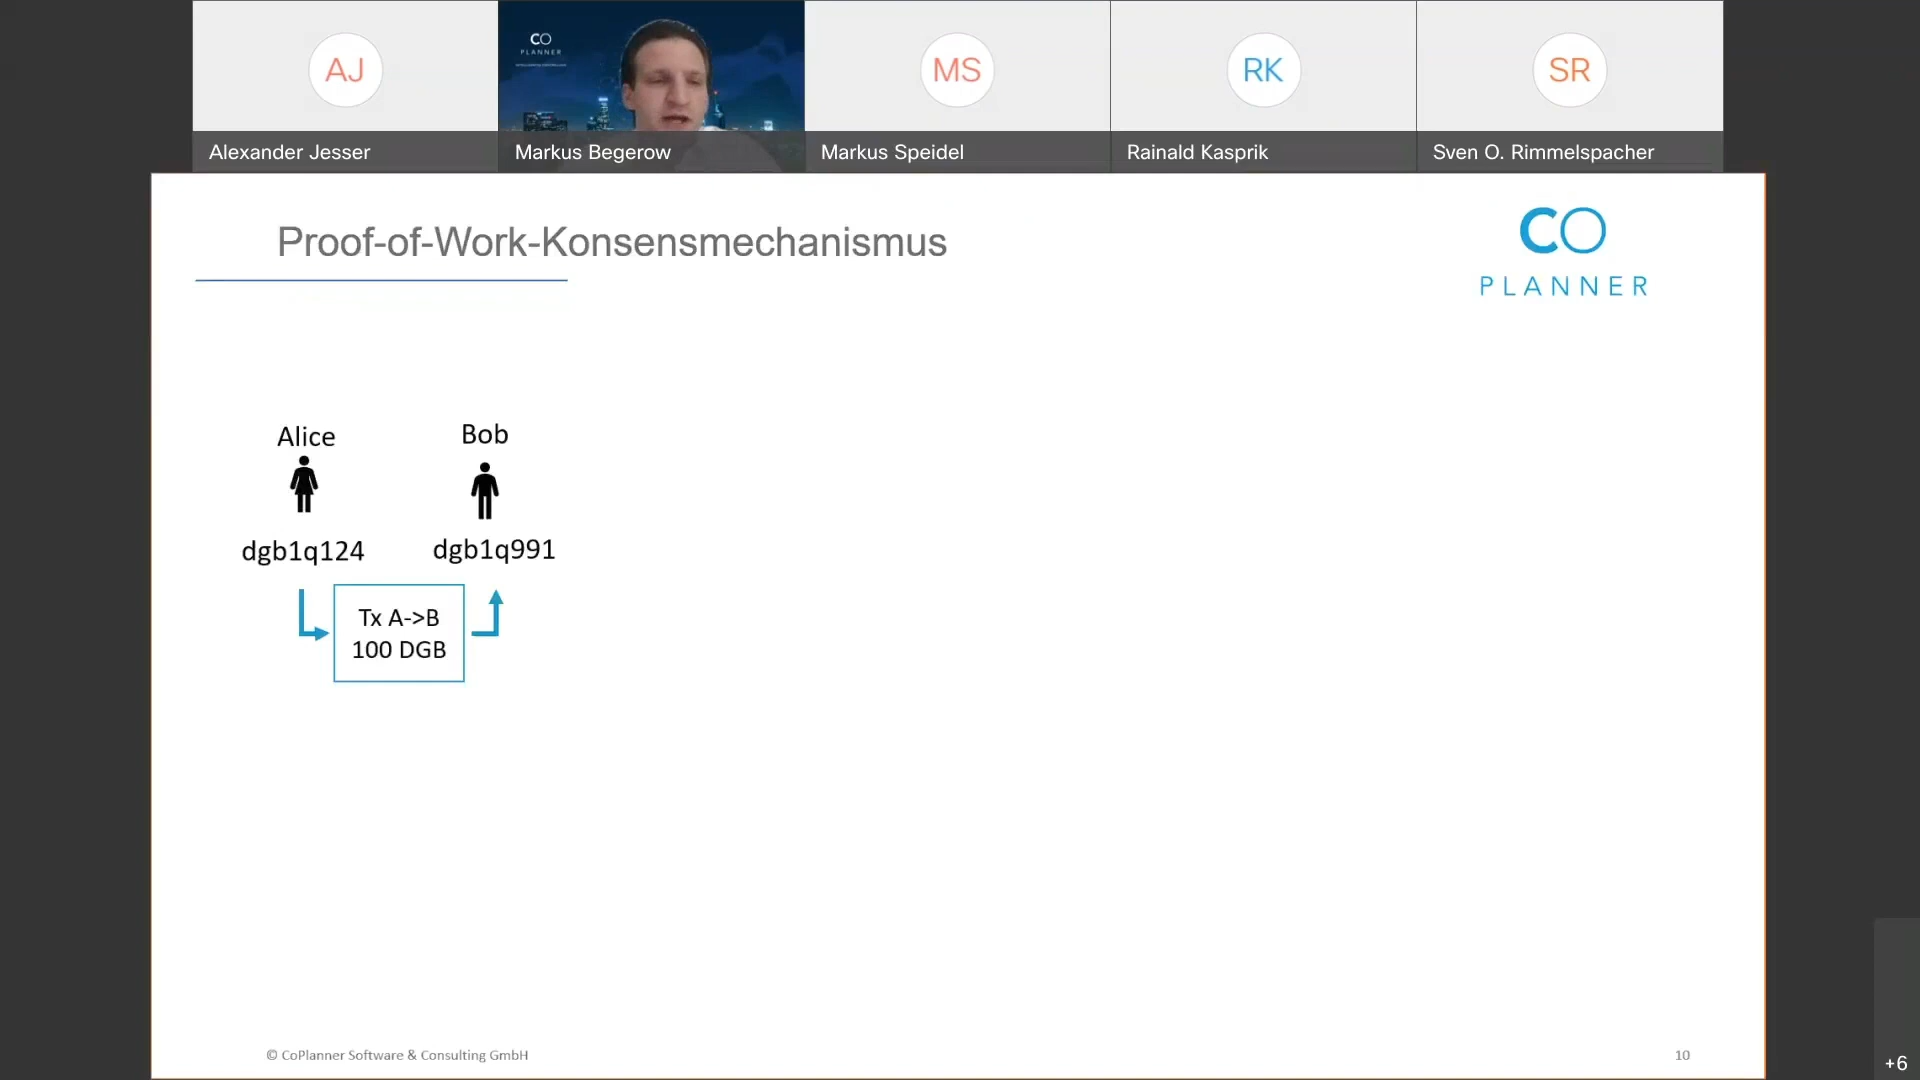 AJ
CO
PLANNER
MS
RK
SR
Alexander Jesser
Markus Begerow
Markus Speidel
Rainald Kasprik
Sven O. Rimmelspacher
Proof-of-Work-Konsensmechanismus
CO
PLANNER
Alice
Bob
dgb1q124
dgb1q991
Tx A->B
100 DGB
© CoPlanner Software & Consulting GmbH
10
+6